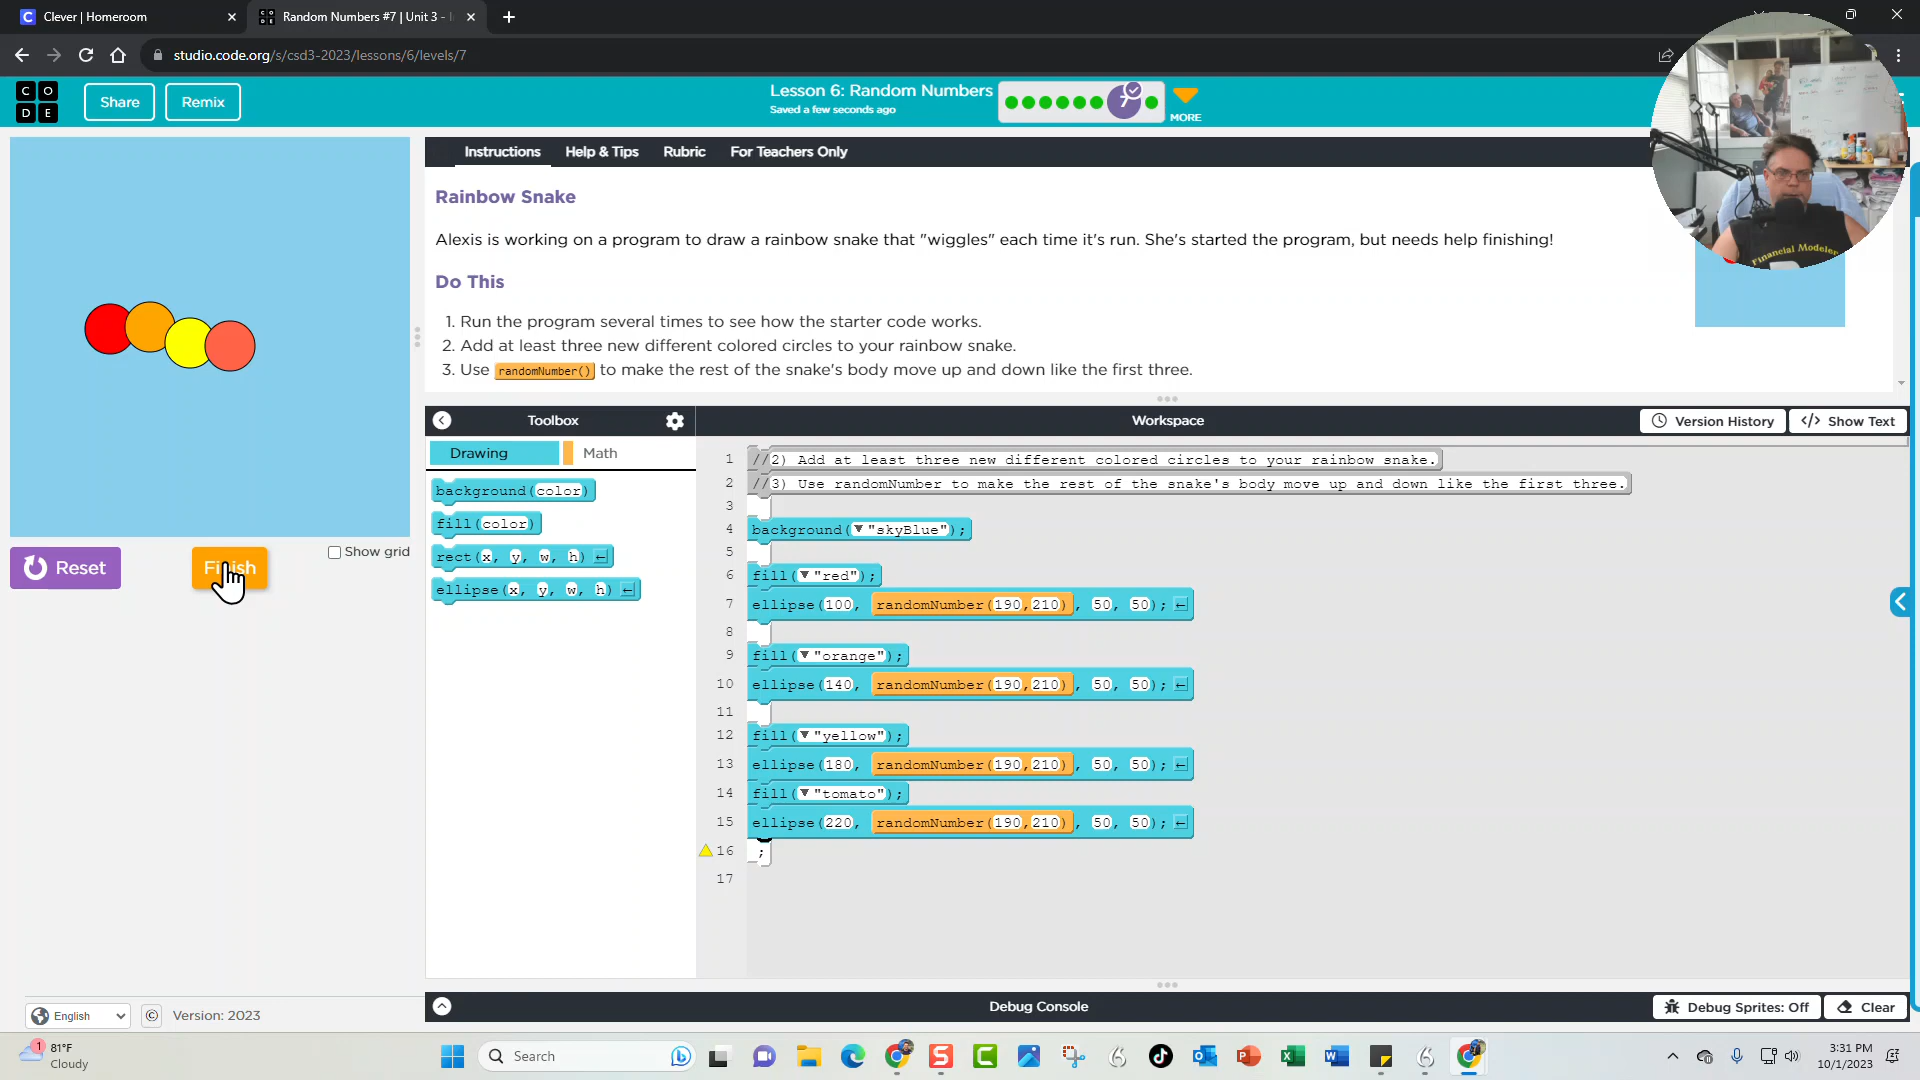 Clever | Homeroom
Random Numbers #7 | Unit 3 -
studio.code.org/s/csd3-2023/lessons/6/levels/7
C O
D E
Share
Remix
Lesson 6: Random Numbers
Saved a few seconds ago
7
MORE
Instructions
Help & Tips
Rubric
For Teachers Only
Rainbow Snake
Alexis is working on a program to draw a rainbow snake that "wiggles" each time it's run. She's started the program, but needs help finishing!
Do This
1. Run the program several times to see how the starter code works.
2. Add at least three new different colored circles to your rainbow snake.
3. Use randomNumber() to make the rest of the snake's body move up and down like the first three.
Financial Modeler
Reset
Finish
Show grid
Toolbox
Workspace
Version History
</> Show Text
Drawing
Math
background(color)
fill(color)
rect(x, y, w, h)
ellipse(x, y, w, h)
1 //2) Add at least three new different colored circles to your rainbow snake.
2 //3) Use randomNumber to make the rest of the snake's body move up and down like the first three.
3
4 background("skyBlue");
5
6 fill("red");
7 ellipse(100, randomNumber(190,210), 50, 50);
8
9 fill("orange");
10 ellipse(140, randomNumber(190,210), 50, 50);
11
12 fill("yellow");
13 ellipse(180, randomNumber(190,210), 50, 50);
14 fill("tomato");
15 ellipse(220, randomNumber(190,210), 50, 50);
16 ;
17
Debug Console
Debug Sprites: Off
Clear
English
Version: 2023
1
81°F
Cloudy
Search
3:31 PM
10/1/2023